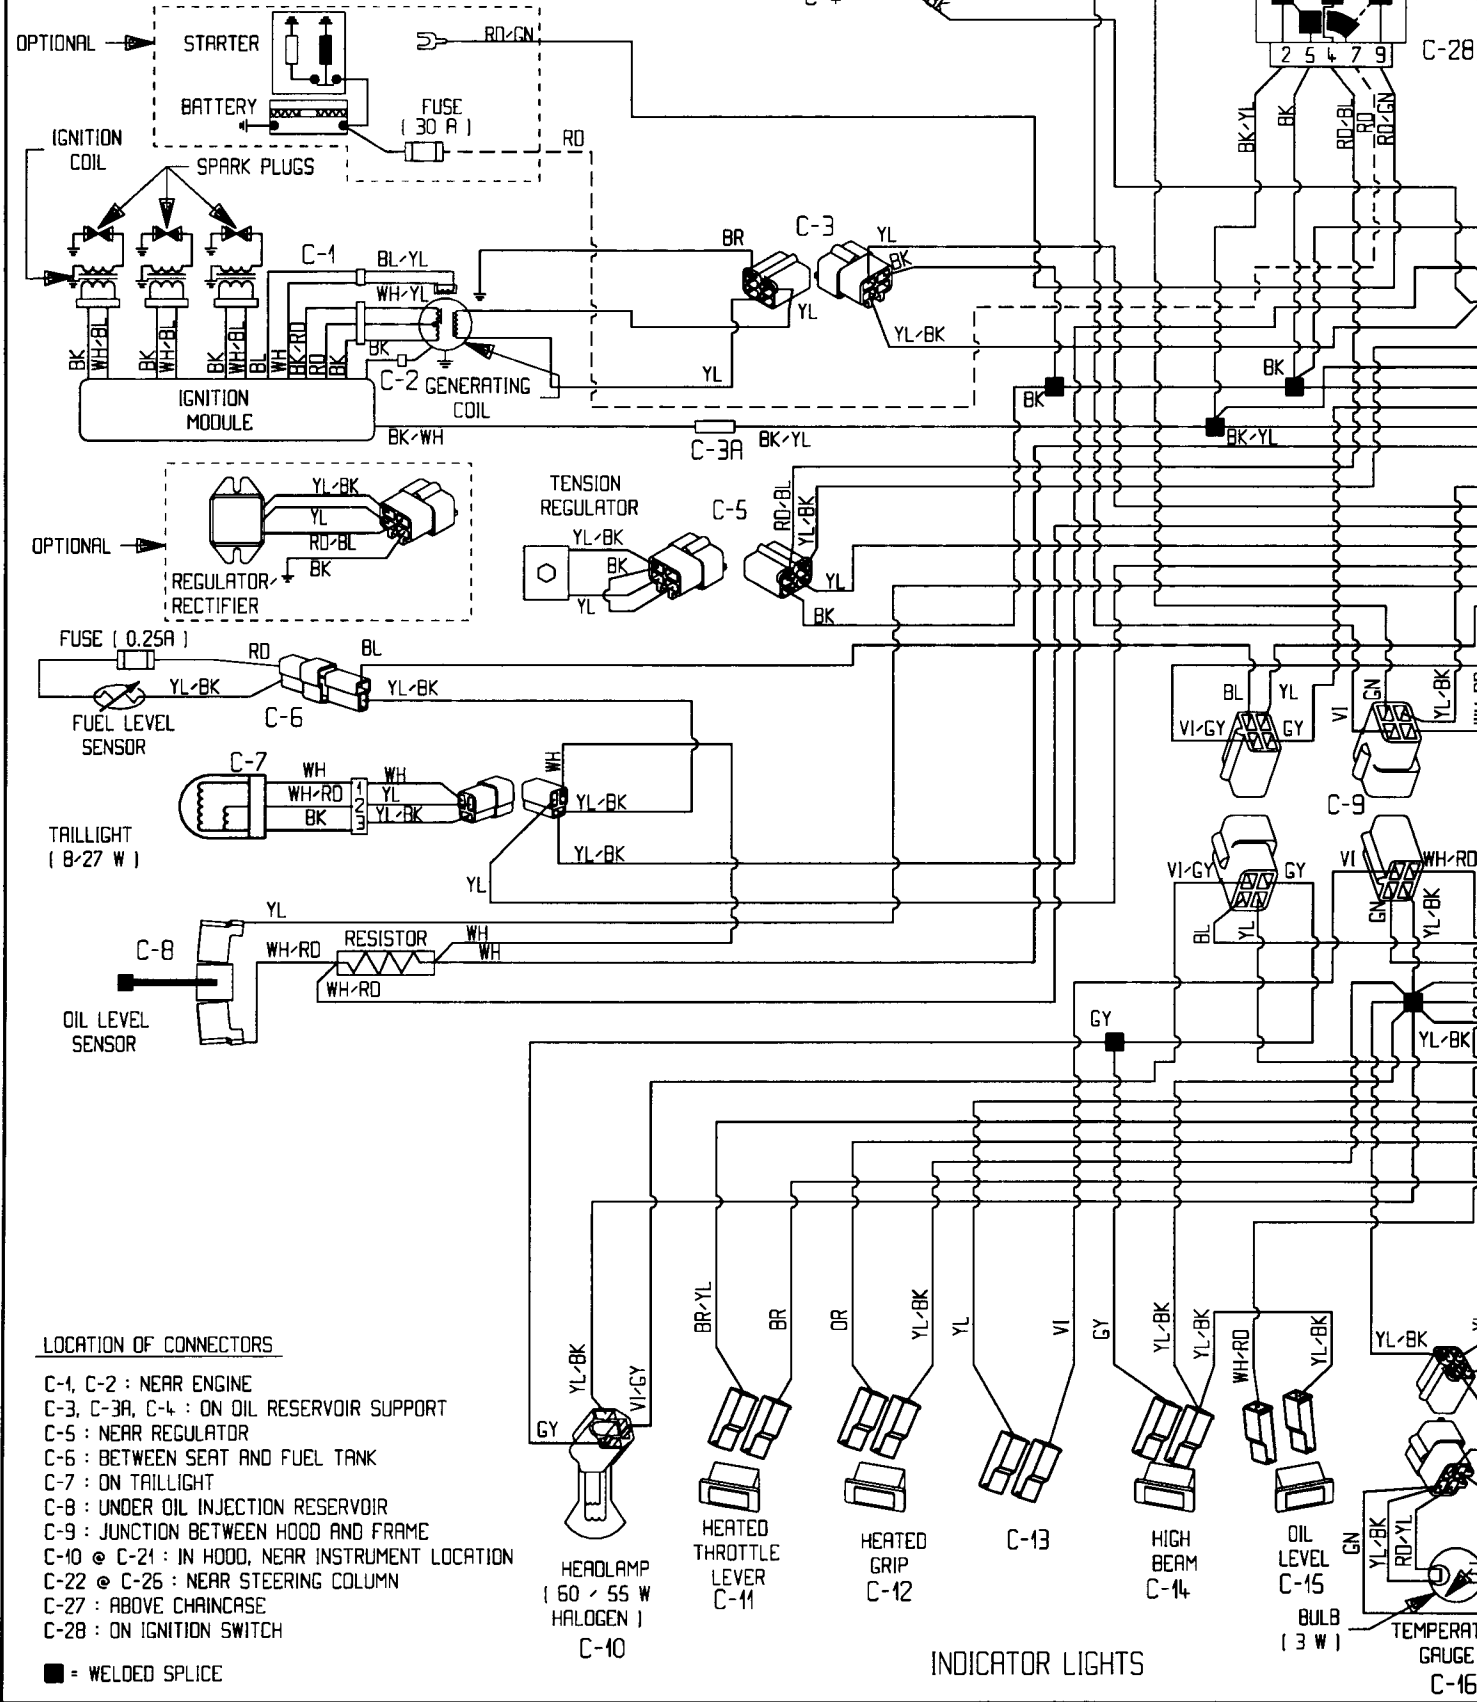 C-4
BK
OPTIONAL
STARTER
RD/GN
BATTERY
FUSE
( 30 A )
RD
2 5 4 7 9
C-28
BK/YL
BK
RD/BL
RD
RD/GN
IGNITION
COIL
SPARK PLUGS
C-1
BL/YL
WH/YL
BR
C-3
YL
BK
YL
YL/BK
BK
WH/BL
BK
WH/BL
BK
WH/BL
BL
WH
BK/RD
RD
BK
BK
C-2
GENERATING
COIL
YL
BK
BK
IGNITION
MODULE
BK/WH
C-3A
BK/YL
BK/YL
OPTIONAL
YL/BK
YL
RD/BL
BK
REGULATOR/
RECTIFIER
TENSION
REGULATOR
YL/BK
BK
YL
C-5
RD/BL
YL/BK
YL
BK
FUSE ( 0.25A )
RD
BL
YL/BK
YL/BK
FUEL LEVEL
SENSOR
C-6
BL
YL
VI/GY
GY
VI
GN
YL/BK
C-9
C-7
WH
WH/RD
BK
1
2
3
WH
YL
YL/BK
WH
YL/BK
YL/BK
YL
TAILLIGHT
( 8/27 W )
VI/GY
GY
BL
YL
VI
WH/RD
GN
YL/BK
YL
C-8
WH/RD
RESISTOR
WH
WH
WH/RD
OIL LEVEL
SENSOR
GY
YL/BK
YL/BK
VI/GY
GY
BR/YL
BR
OR
YL/BK
YL
VI
GY
YL/BK
YL/BK
WH/RD
YL/BK
YL/BK
LOCATION OF CONNECTORS
C-1, C-2 : NEAR ENGINE
C-3, C-3A, C-4 : ON OIL RESERVOIR SUPPORT
C-5 : NEAR REGULATOR
C-6 : BETWEEN SEAT AND FUEL TANK
C-7 : ON TAILLIGHT
C-8 : UNDER OIL INJECTION RESERVOIR
C-9 : JUNCTION BETWEEN HOOD AND FRAME
C-10 @ C-21 : IN HOOD, NEAR INSTRUMENT LOCATION
C-22 @ C-26 : NEAR STEERING COLUMN
C-27 : ABOVE CHAINCASE
C-28 : ON IGNITION SWITCH
■ = WELDED SPLICE
HEADLAMP
( 60 / 55 W
HALOGEN )
C-10
HEATED
THROTTLE
LEVER
C-11
HEATED
GRIP
C-12
C-13
HIGH
BEAM
C-14
OIL
LEVEL
C-15
GN
YL/BK
RD/YL
BULB
( 3 W )
TEMPERAT
GAUGE
C-16
INDICATOR LIGHTS